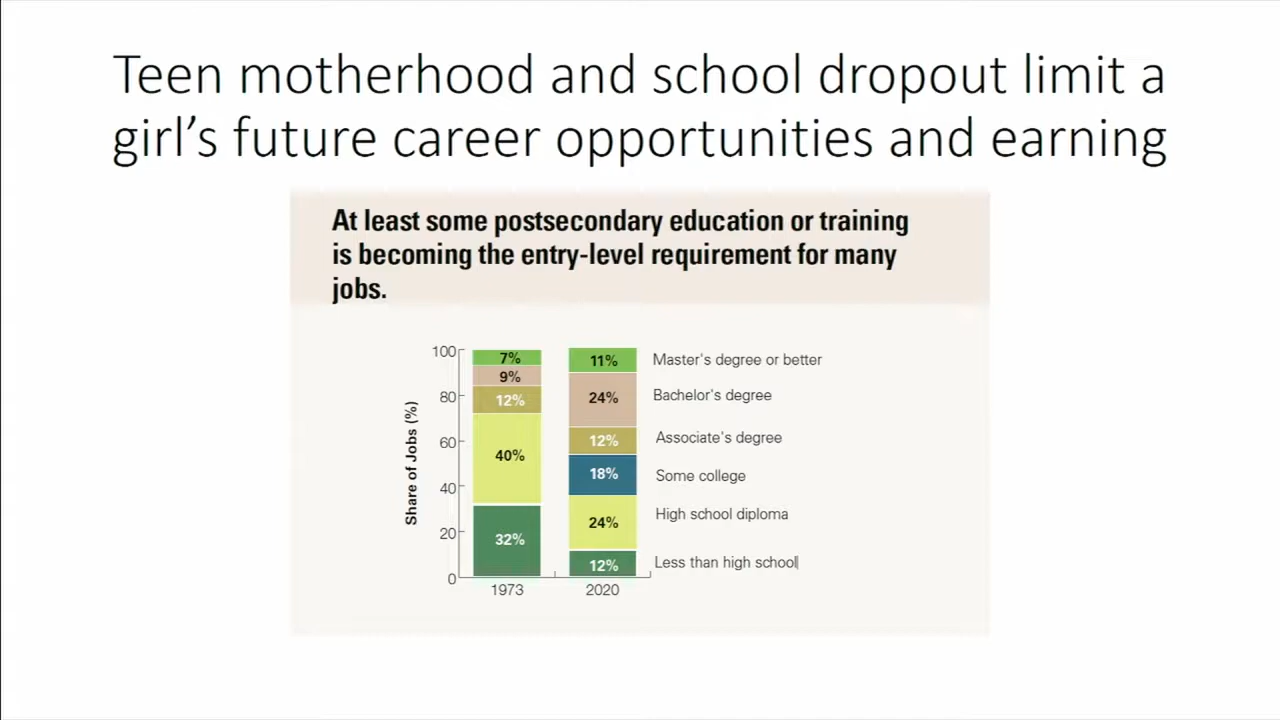 Teen motherhood and school dropout limit a
girl’s future career opportunities and earning
At least some postsecondary education or training
is becoming the entry-level requirement for many
jobs.
Share of Jobs (%)
100
80
60
40
20
0
7%
9%
12%
40%
32%
1973
11%
24%
12%
18%
24%
12%
2020
Master's degree or better
Bachelor's degree
Associate's degree
Some college
High school diploma
Less than high school